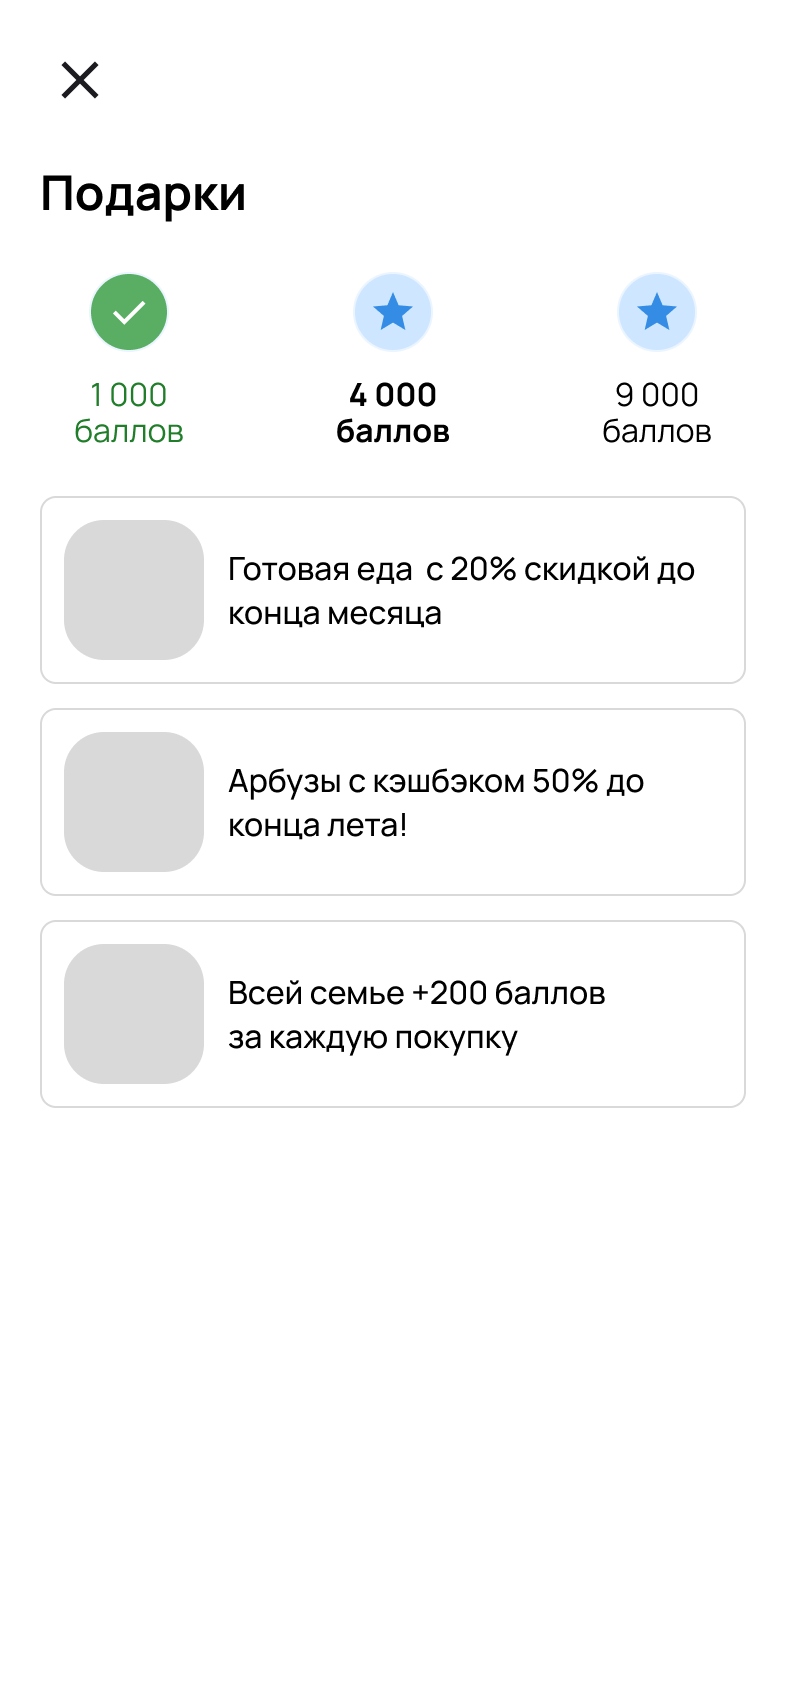 Подарки
1 000
баллов
4 000
баллов
9 000
баллов
Готовая еда  с 20% скидкой до
конца месяца
Арбузы с кэшбэком 50% до
конца лета!
Всей семье +200 баллов
за каждую покупку